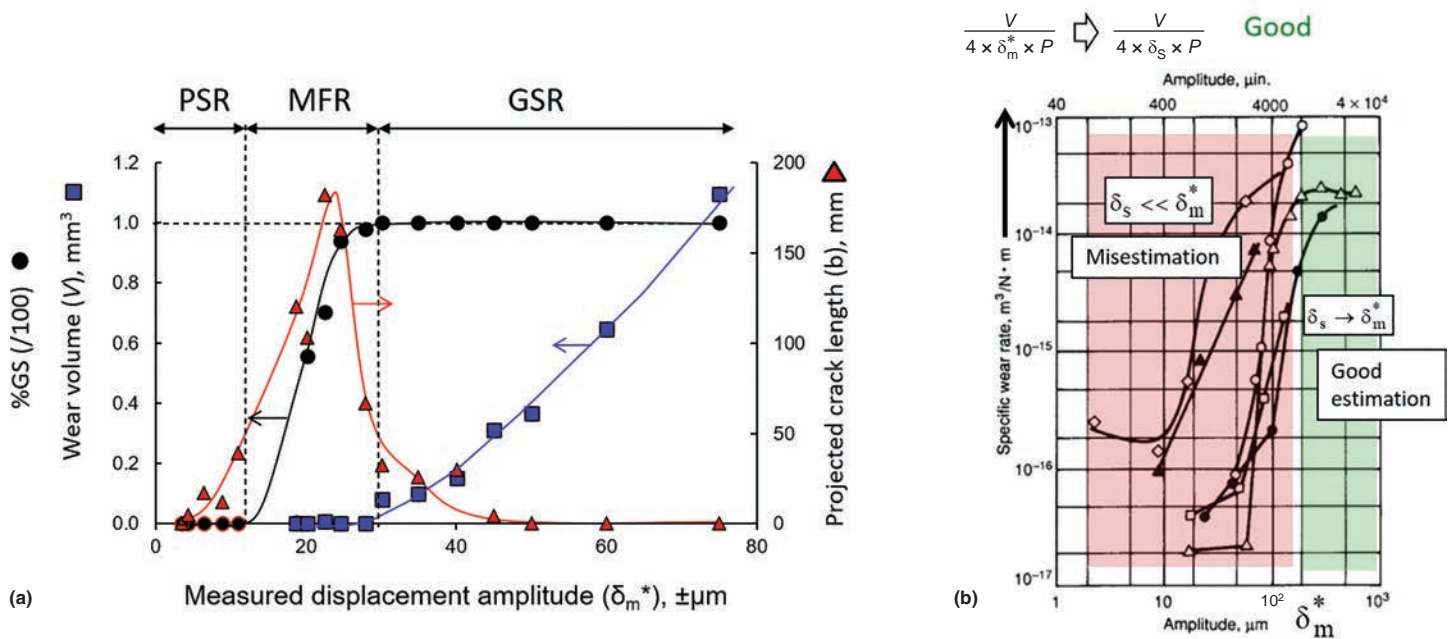 PSR MFR GSR
1.2
1.0
0.8
0.6
0.4
0.2
0.0
200
150
100
50
0
%GS (/100)
Wear volume (V), mm³
Projected crack length (b), mm
0 20 40 60 80
(a)
Measured displacement amplitude (δm*), ±μm
V
4 × δm* × P
V
4 × δS × P
Good
Amplitude, μin.
40 400 4000 4 × 10⁴
10⁻¹³
10⁻¹⁴
10⁻¹⁵
10⁻¹⁶
10⁻¹⁷
Specific wear rate, m³/N · m
δs << δm*
Misestimation
δs → δm*
Good
estimation
1 10 10² 10³
(b)
Amplitude, μm
δm*